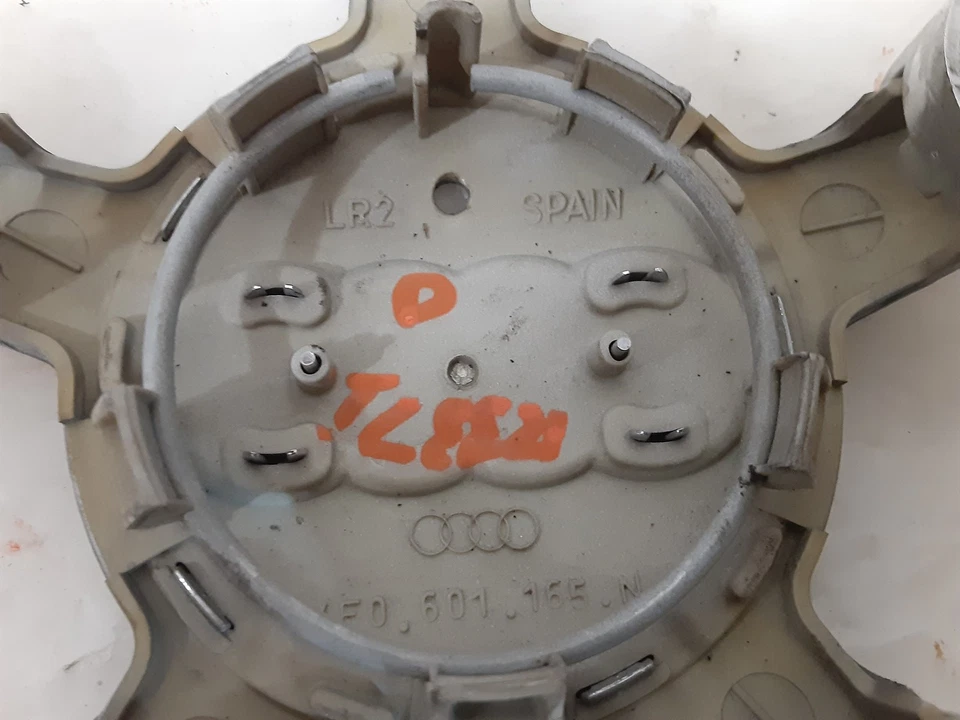 LR2 SPAIN
D
4F0.601.165.N